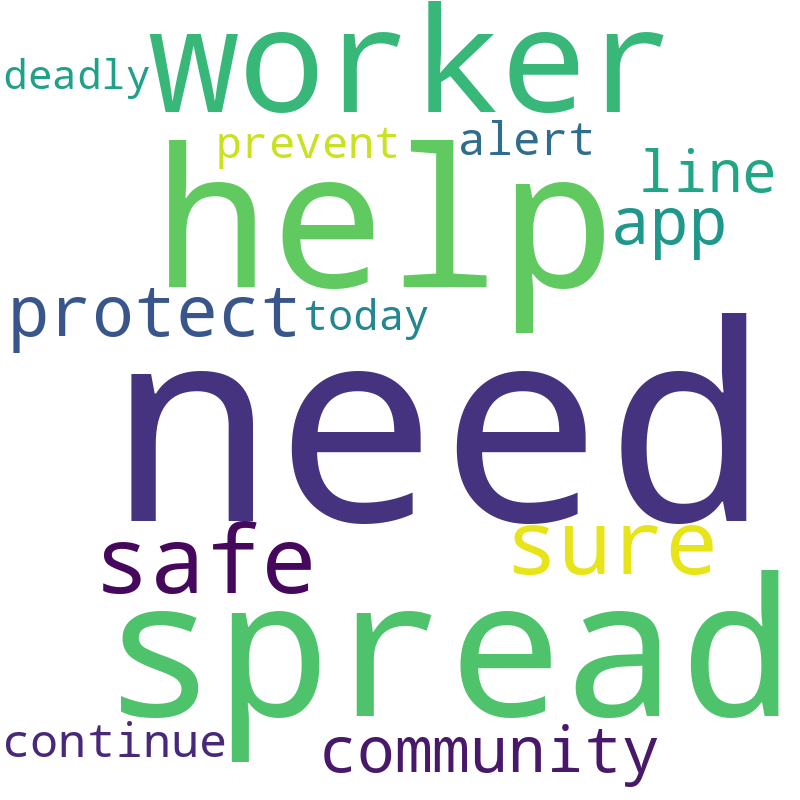 worker
deadly
prevent
alert
help
line
app
protect
today
need
safe
sure
spread
continue
community